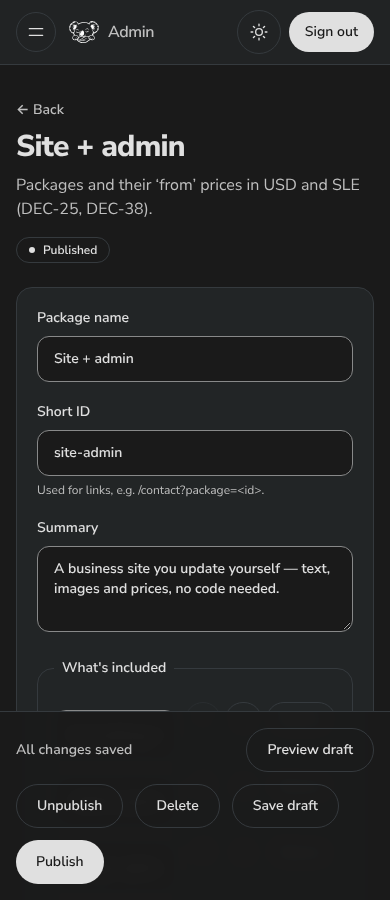 Admin
Sign out
← Back
Site + admin
Packages and their ‘from’ prices in USD and SLE
(DEC-25, DEC-38).
Published
Package name
Site + admin
Short ID
site-admin
Used for links, e.g. /contact?package=<id>.
Summary
A business site you update yourself — text,
images and prices, no code needed.
What's included
All changes saved
Preview draft
Unpublish
Delete
Save draft
Publish